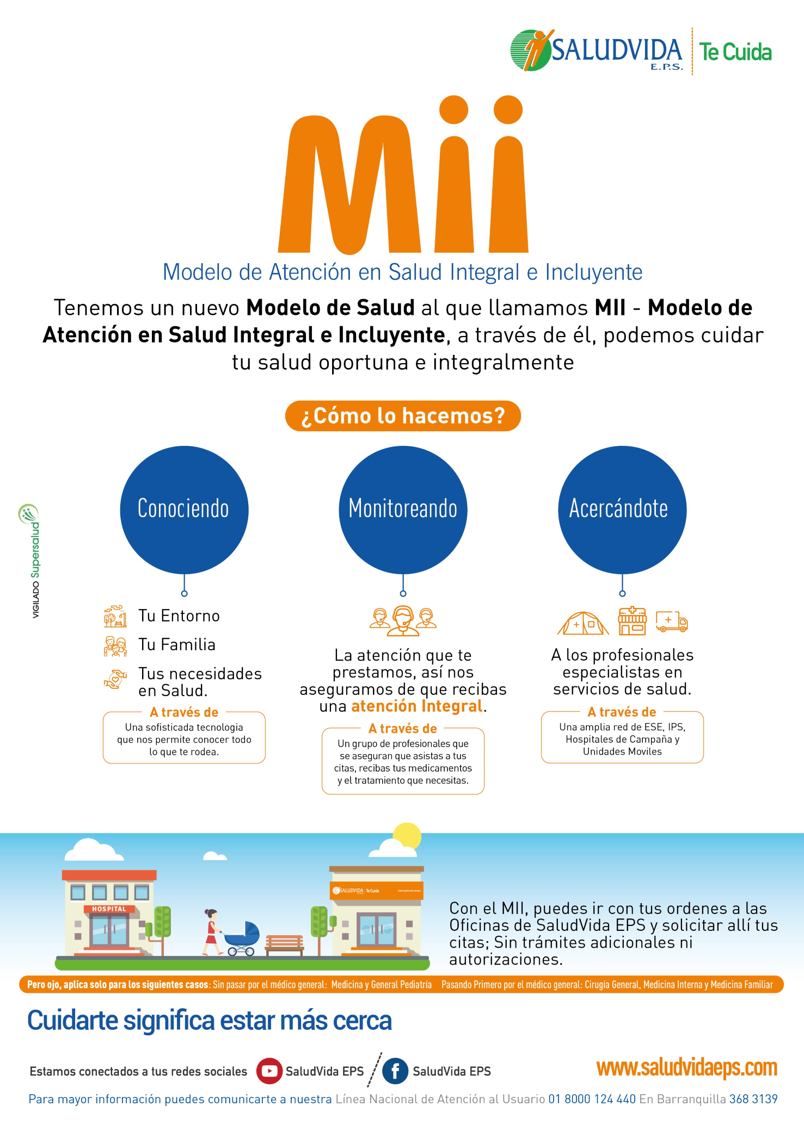 SALUDVIDA
E.P.S.
Te Cuida
Mii
Modelo de Atención en Salud Integral e Incluyente
Tenemos un nuevo Modelo de Salud al que llamamos MII - Modelo de
Atención en Salud Integral e Incluyente, a través de él, podemos cuidar
tu salud oportuna e integralmente
¿Cómo lo hacemos?
Conociendo
Tu Entorno
Tu Familia
Tus necesidades
en Salud.
A través de
Una sofisticada tecnologia
que nos permite conocer todo
lo que te rodea.
Monitoreando
La atención que te
prestamos, así nos
aseguramos de que recibas
una atención Integral.
A través de
Un grupo de profesionales que
se aseguran que asistas a tus
citas, recibas tus medicamentos
y el tratamiento que necesitas.
Acercándote
A los profesionales
especialistas en
servicios de salud.
A través de
Una amplia red de ESE, IPS,
Hospitales de Campaña y
Unidades Moviles
VIGILADO Supersalud
HOSPITAL
SALUDVIDA Te Cuida
Con el MII, puedes ir con tus ordenes a las
Oficinas de SaludVida EPS y solicitar allí tus
citas; Sin trámites adicionales ni
autorizaciones.
Pero ojo, aplica solo para los siguientes casos: Sin pasar por el médico general: Medicina y General Pediatría Pasando Primero por el médico general: Cirugía General, Medicina Interna y Medicina Familiar
Cuidarte significa estar más cerca
Estamos conectados a tus redes sociales SaludVida EPS / SaludVida EPS
www.saludvidaeps.com
Para mayor información puedes comunicarte a nuestra Línea Nacional de Atención al Usuario 01 8000 124 440 En Barranquilla 368 3139